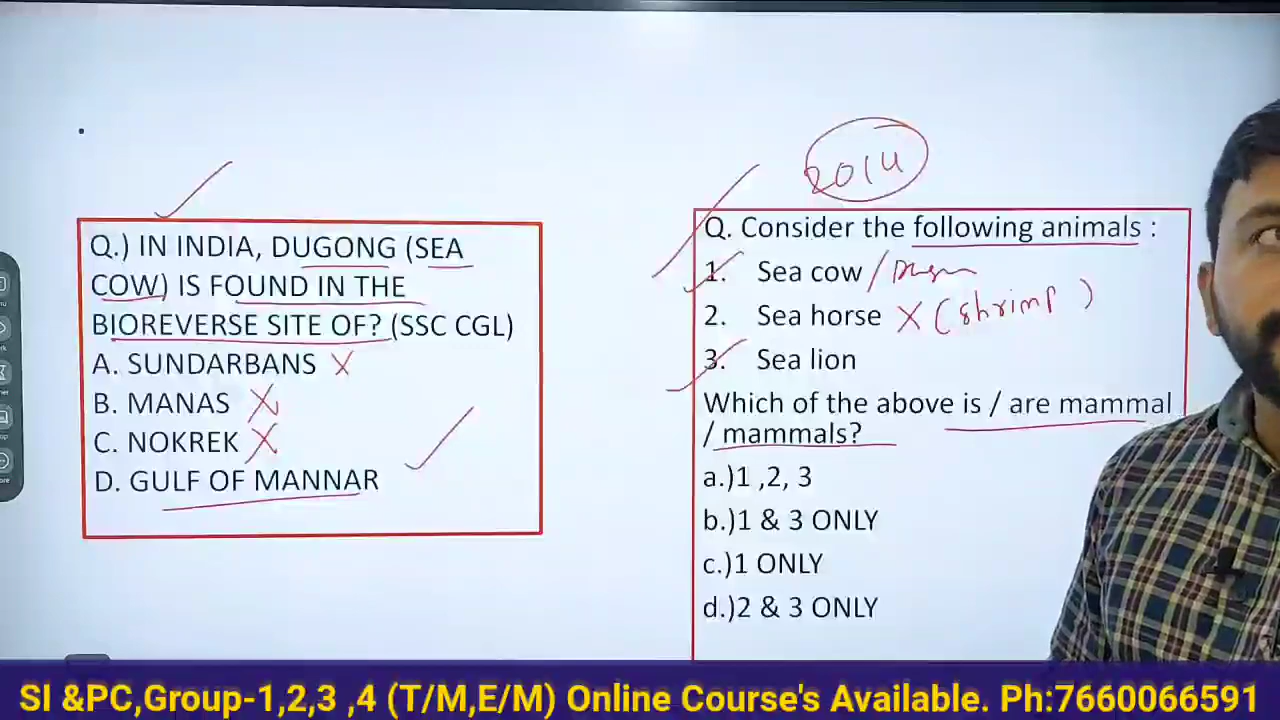 Q.) IN INDIA, DUGONG (SEA
COW) IS FOUND IN THE
BIOREVERSE SITE OF? (SSC CGL)
A. SUNDARBANS X
B. MANAS X
C. NOKREK X
D. GULF OF MANNAR
2014
Q. Consider the following animals :
1. Sea cow /
2. Sea horse X (shrimp)
3. Sea lion
Which of the above is / are mammal
/ mammals?
a.)1 ,2, 3
b.)1 & 3 ONLY
c.)1 ONLY
d.)2 & 3 ONLY
SI &PC,Group-1,2,3 ,4 (T/M,E/M) Online Course's Available. Ph:7660066591